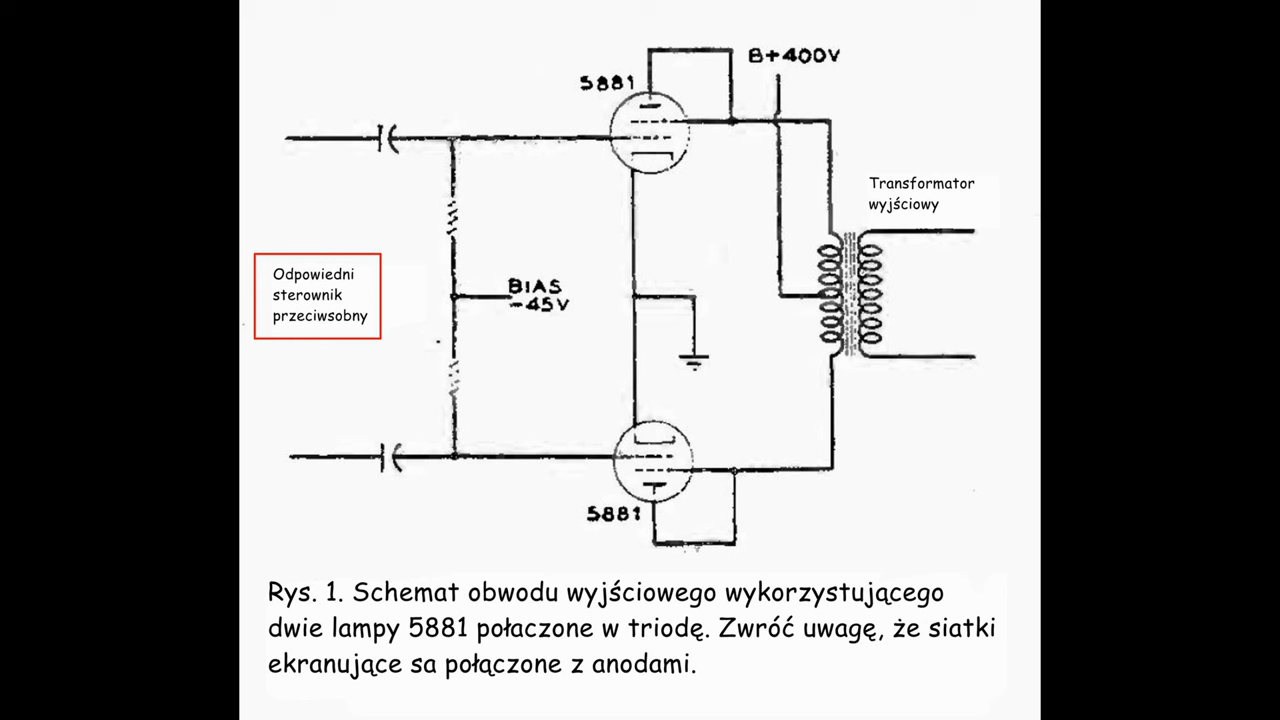 B+400V
5881
Transformator
wyjściowy
Odpowiedni
sterownik
przeciwsobny
BIAS
-45V
5881
Rys. 1. Schemat obwodu wyjściowego wykorzystującego
dwie lampy 5881 połaczone w triodę. Zwróć uwagę, że siatki
ekranujące sa połączone z anodami.